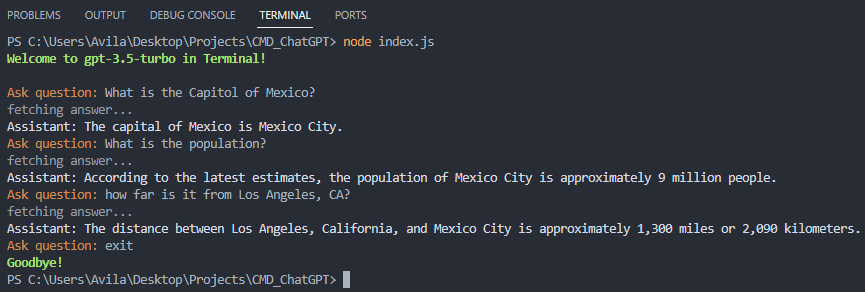 PROBLEMS OUTPUT DEBUG CONSOLE TERMINAL PORTS
PS C:\Users\Avila\Desktop\Projects\CMD_ChatGPT> node index.js
Welcome to gpt-3.5-turbo in Terminal!
Ask question: What is the Capitol of Mexico?
fetching answer...
Assistant: The capital of Mexico is Mexico City.
Ask question: What is the population?
fetching answer...
Assistant: According to the latest estimates, the population of Mexico City is approximately 9 million people.
Ask question: how far is it from Los Angeles, CA?
fetching answer...
Assistant: The distance between Los Angeles, California, and Mexico City is approximately 1,300 miles or 2,090 kilometers.
Ask question: exit
Goodbye!
PS C:\Users\Avila\Desktop\Projects\CMD_ChatGPT>